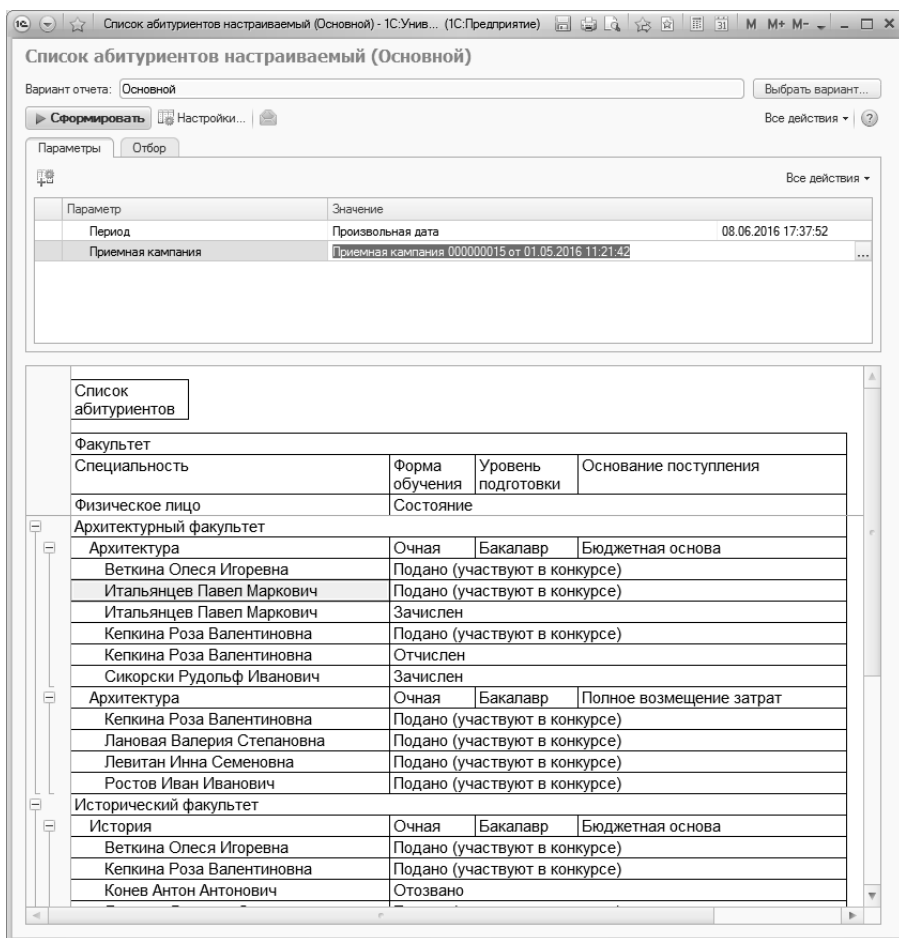 Список абитуриентов настраиваемый (Основной) - 1С:Унив... (1С:Предприятие) 31 M M+ M-
Список абитуриентов настраиваемый (Основной)
Вариант отчета: Основной Выбрать вариант...
Сформировать Настройки... Все действия ?
Параметры Отбор
Все действия
Параметр Значение
Период Произвольная дата 08.06.2016 17:37:52
Приемная кампания Приемная кампания 000000015 от 01.05.2016 11:21:42 ...
Список
абитуриентов
Факультет
Специальность Форма обучения Уровень подготовки Основание поступления
Физическое лицо Состояние
Архитектурный факультет
Архитектура Очная Бакалавр Бюджетная основа
Веткина Олеся Игоревна Подано (участвуют в конкурсе)
Итальянцев Павел Маркович Подано (участвуют в конкурсе)
Итальянцев Павел Маркович Зачислен
Кепкина Роза Валентиновна Подано (участвуют в конкурсе)
Кепкина Роза Валентиновна Отчислен
Сикорски Рудольф Иванович Зачислен
Архитектура Очная Бакалавр Полное возмещение затрат
Кепкина Роза Валентиновна Подано (участвуют в конкурсе)
Лановая Валерия Степановна Подано (участвуют в конкурсе)
Левитан Инна Семеновна Подано (участвуют в конкурсе)
Ростов Иван Иванович Подано (участвуют в конкурсе)
Исторический факультет
История Очная Бакалавр Бюджетная основа
Веткина Олеся Игоревна Подано (участвуют в конкурсе)
Кепкина Роза Валентиновна Подано (участвуют в конкурсе)
Конев Антон Антонович Отозвано